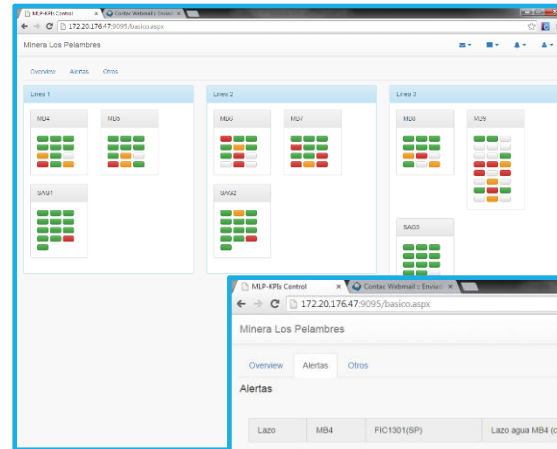 MLP-KPIs Control
Contac Webmail :: Enviad
172.20.176.47:9095/basico.aspx
Minera Los Pelambres
Overview Alertas Otros
Linea 1 Linea 2 Linea 3
MB4 MB5 MB6 MB7 MB8 MB9
SAG1 SAG2
SAG3
MLP-KPIs Control
Contac Webmail :: Enviad
172.20.176.47:9095/basico.aspx
Minera Los Pelambres
Overview Alertas Otros
Alertas
Lazo MB4 FIC1301(SP) Lazo agua MB4 (c